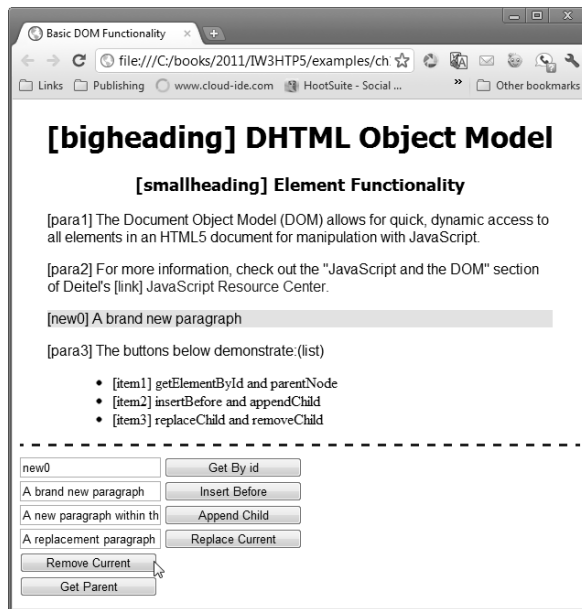 Basic DOM Functionality
file:///C:/books/2011/IW3HTP5/examples/ch
Links Publishing www.cloud-ide.com HootSuite - Social ... » Other bookmarks
[bigheading] DHTML Object Model
[smallheading] Element Functionality
[para1] The Document Object Model (DOM) allows for quick, dynamic access to
all elements in an HTML5 document for manipulation with JavaScript.
[para2] For more information, check out the "JavaScript and the DOM" section
of Deitel's [link] JavaScript Resource Center.
[new0] A brand new paragraph
[para3] The buttons below demonstrate:(list)
[item1] getElementById and parentNode
[item2] insertBefore and appendChild
[item3] replaceChild and removeChild
new0 Get By id
A brand new paragraph Insert Before
A new paragraph within th Append Child
A replacement paragraph Replace Current
Remove Current
Get Parent